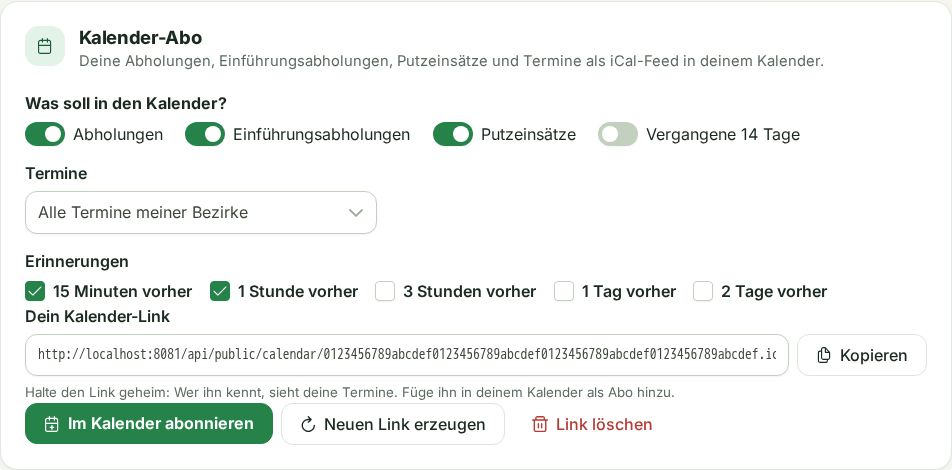 Kalender-Abo
Deine Abholungen, Einführungsabholungen, Putzeinsätze und Termine als iCal-Feed in deinem Kalender.
Was soll in den Kalender?
Abholungen Einführungsabholungen Putzeinsätze Vergangene 14 Tage
Termine
Alle Termine meiner Bezirke
Erinnerungen
15 Minuten vorher 1 Stunde vorher 3 Stunden vorher 1 Tag vorher 2 Tage vorher
Dein Kalender-Link
http://localhost:8081/api/public/calendar/0123456789abcdef0123456789abcdef0123456789abcdef0123456789abcdef.ic Kopieren
Halte den Link geheim: Wer ihn kennt, sieht deine Termine. Füge ihn in deinem Kalender als Abo hinzu.
Im Kalender abonnieren Neuen Link erzeugen Link löschen